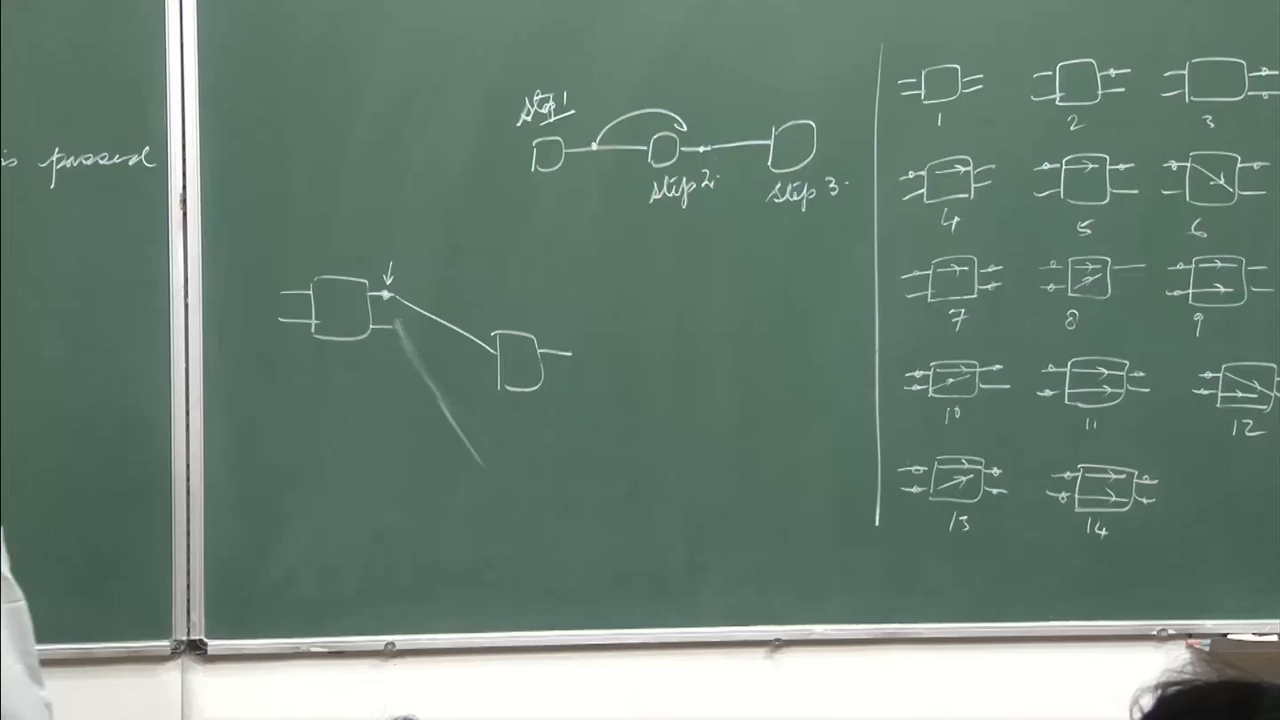 is passed
Step 1
Step 2.
Step 3.
1 2 3
4 5 6
7 8 9
10 11 12
13 14